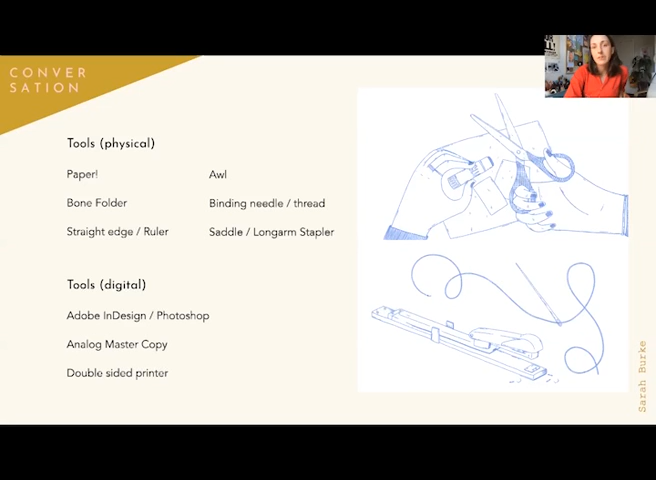 CONVER
SATION
Tools (physical)
Paper!
Bone Folder
Straight edge / Ruler
Awl
Binding needle / thread
Saddle / Longarm Stapler
Tools (digital)
Adobe InDesign / Photoshop
Analog Master Copy
Double sided printer
Sarah Burke